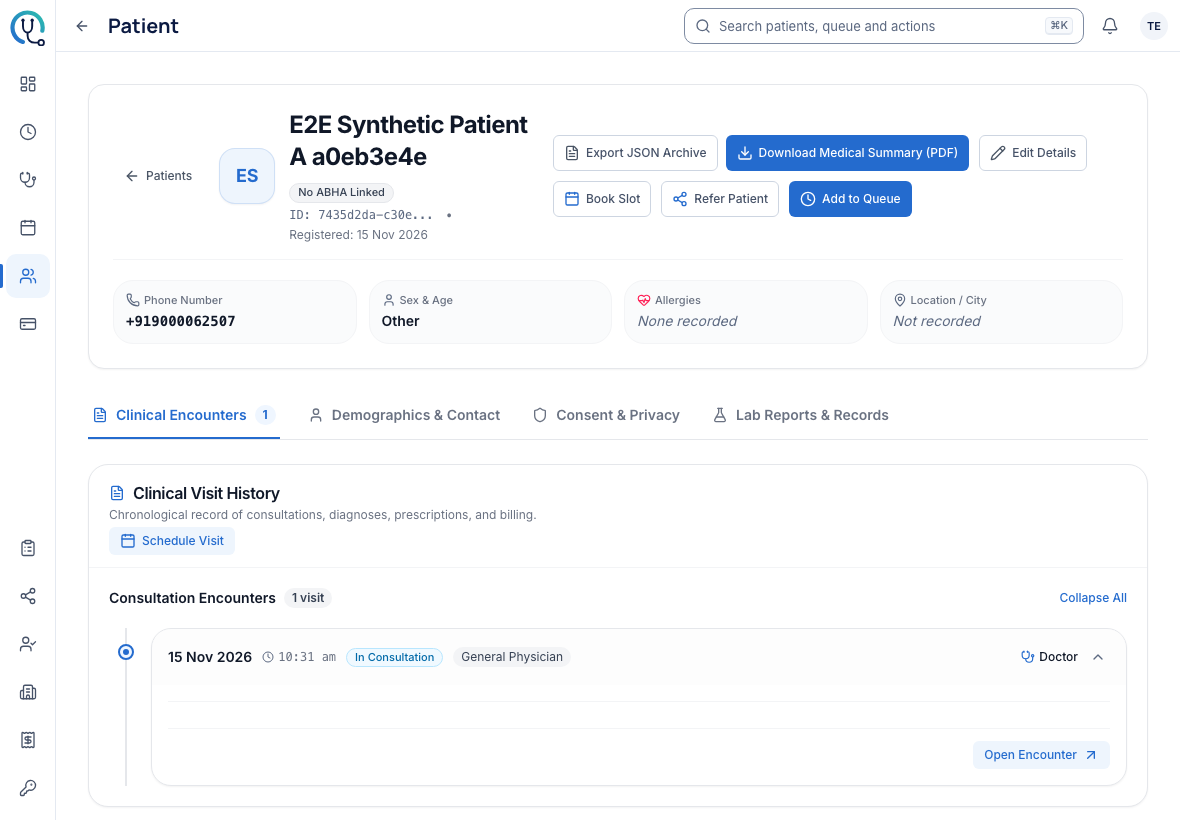 Patient
Search patients, queue and actions
⌘K
TE
Patients
ES
E2E Synthetic Patient
A a0eb3e4e
No ABHA Linked
ID: 7435d2da-c30e... •
Registered: 15 Nov 2026
Export JSON Archive
Download Medical Summary (PDF)
Edit Details
Book Slot
Refer Patient
Add to Queue
Phone Number
+919000062507
Sex & Age
Other
Allergies
None recorded
Location / City
Not recorded
Clinical Encounters 1
Demographics & Contact
Consent & Privacy
Lab Reports & Records
Clinical Visit History
Chronological record of consultations, diagnoses, prescriptions, and billing.
Schedule Visit
Consultation Encounters 1 visit
Collapse All
15 Nov 2026 10:31 am In Consultation General Physician
Doctor
Open Encounter